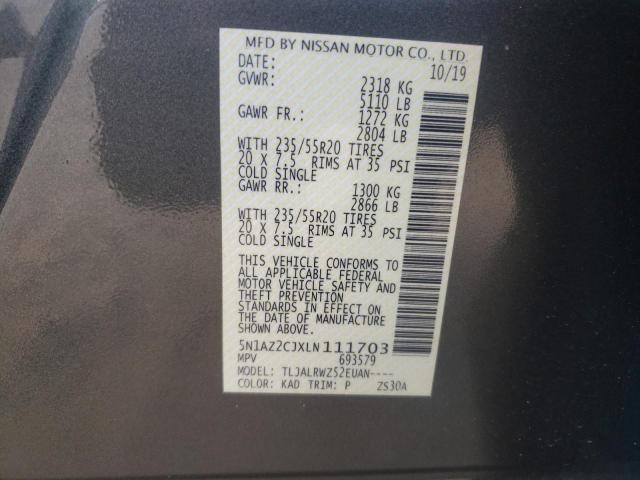 MFD BY NISSAN MOTOR CO., LTD.
DATE: 10/19
GVWR: 2318 KG
5110 LB
GAWR FR.: 1272 KG
2804 LB
WITH 235/55R20 TIRES
20 X 7.5 RIMS AT 35 PSI
COLD SINGLE
GAWR RR.: 1300 KG
2866 LB
WITH 235/55R20 TIRES
20 X 7.5 RIMS AT 35 PSI
COLD SINGLE
THIS VEHICLE CONFORMS TO
ALL APPLICABLE FEDERAL
MOTOR VEHICLE SAFETY AND
THEFT PREVENTION
STANDARDS IN EFFECT ON
THE DATE OF MANUFACTURE
SHOWN ABOVE.
5N1AZ2CJXLN111703
MPV 693579
TYPE: TLJALRWZ52EUAN----
COLOR: KAD TRIM: P ZS30A